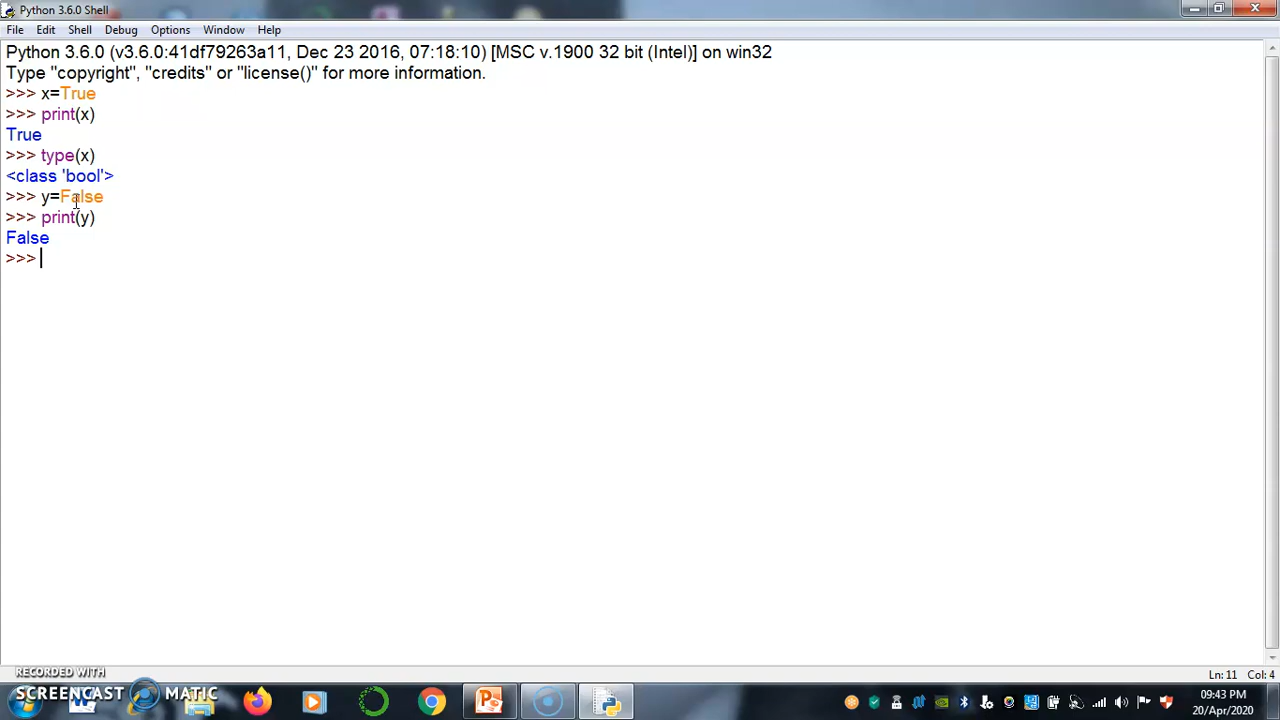 Python 3.6.0 Shell
File Edit Shell Debug Options Window Help
Python 3.6.0 (v3.6.0:41df79263a11, Dec 23 2016, 07:18:10) [MSC v.1900 32 bit (Intel)] on win32
Type "copyright", "credits" or "license()" for more information.
>>> x=True
>>> print(x)
True
>>> type(x)
<class 'bool'>
>>> y=False
>>> print(y)
False
>>>
Ln: 11 Col: 4
RECORDED WITH
SCREENCAST MATIC
09:43 PM
20/Apr/2020